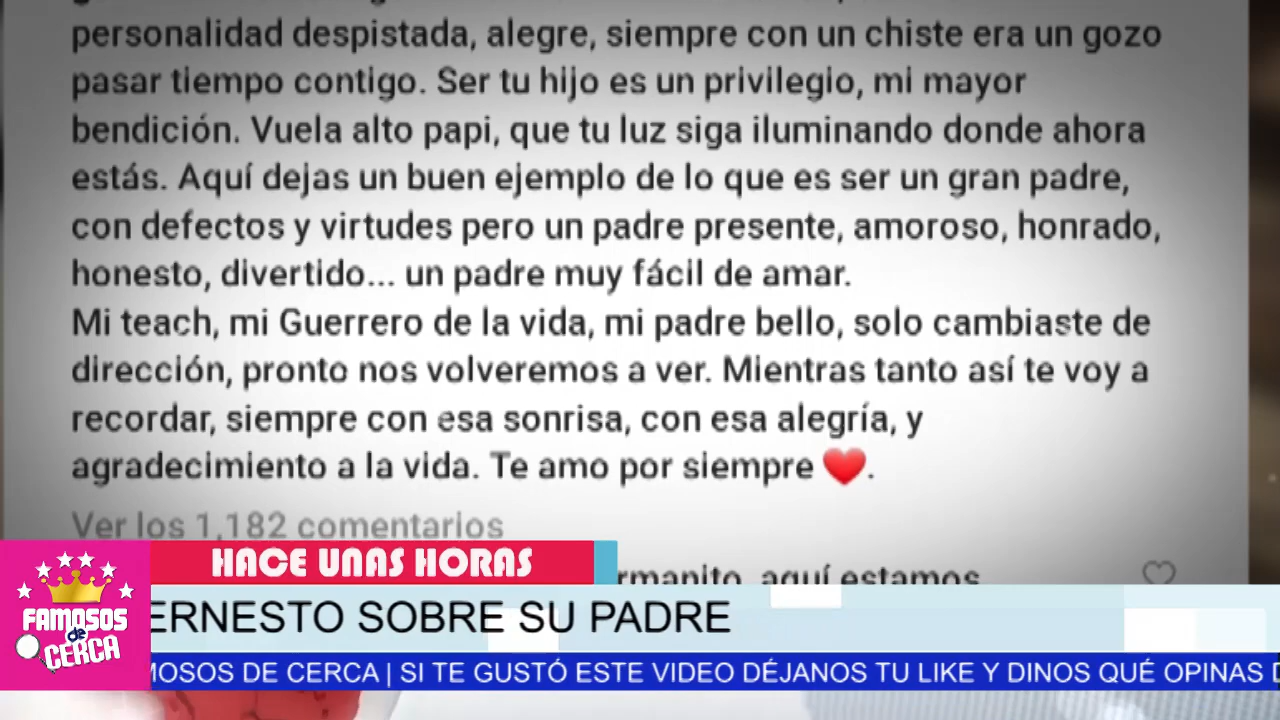 personalidad despistada, alegre, siempre con un chiste era un gozo
pasar tiempo contigo. Ser tu hijo es un privilegio, mi mayor
bendición. Vuela alto papi, que tu luz siga iluminando donde ahora
estás. Aquí dejas un buen ejemplo de lo que es ser un gran padre,
con defectos y virtudes pero un padre presente, amoroso, honrado,
honesto, divertido... un padre muy fácil de amar.
Mi teach, mi Guerrero de la vida, mi padre bello, solo cambiaste de
dirección, pronto nos volveremos a ver. Mientras tanto así te voy a
recordar, siempre con esa sonrisa, con esa alegría, y
agradecimiento a la vida. Te amo por siempre ❤️.
Ver los 1,182 comentarios
rmanito, aquí estamos
HACE UNAS HORAS
ERNESTO SOBRE SU PADRE
FAMOSOS
de
CERCA
MOSOS DE CERCA | SI TE GUSTÓ ESTE VIDEO DÉJANOS TU LIKE Y DINOS QUÉ OPINAS